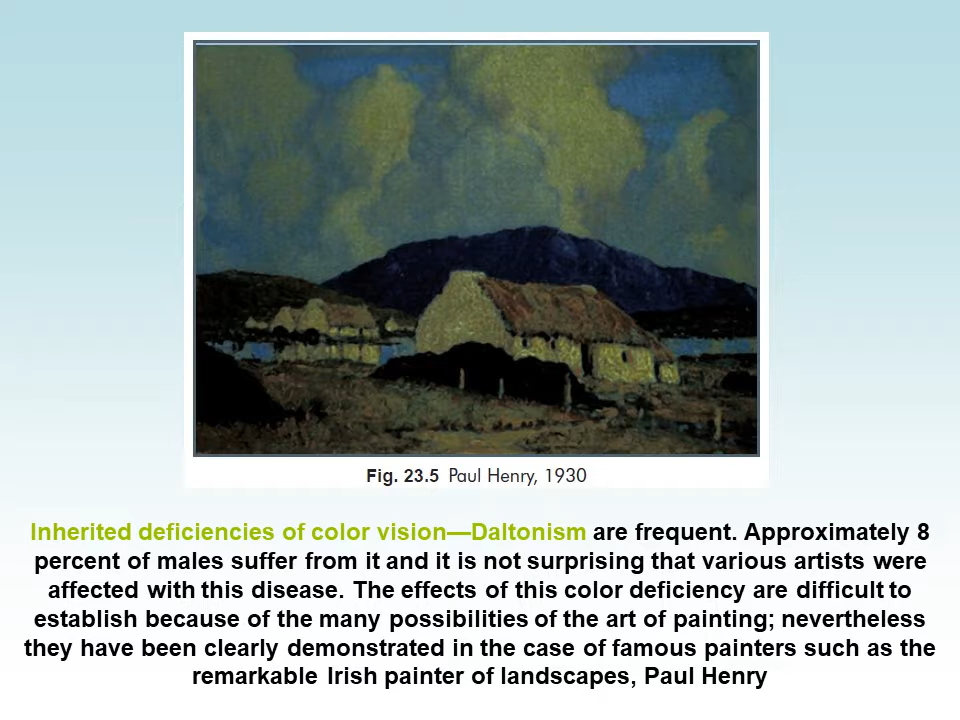 Fig. 23.5 Paul Henry, 1930
Inherited deficiencies of color vision—Daltonism are frequent. Approximately 8
percent of males suffer from it and it is not surprising that various artists were
affected with this disease. The effects of this color deficiency are difficult to
establish because of the many possibilities of the art of painting; nevertheless
they have been clearly demonstrated in the case of famous painters such as the
remarkable Irish painter of landscapes, Paul Henry